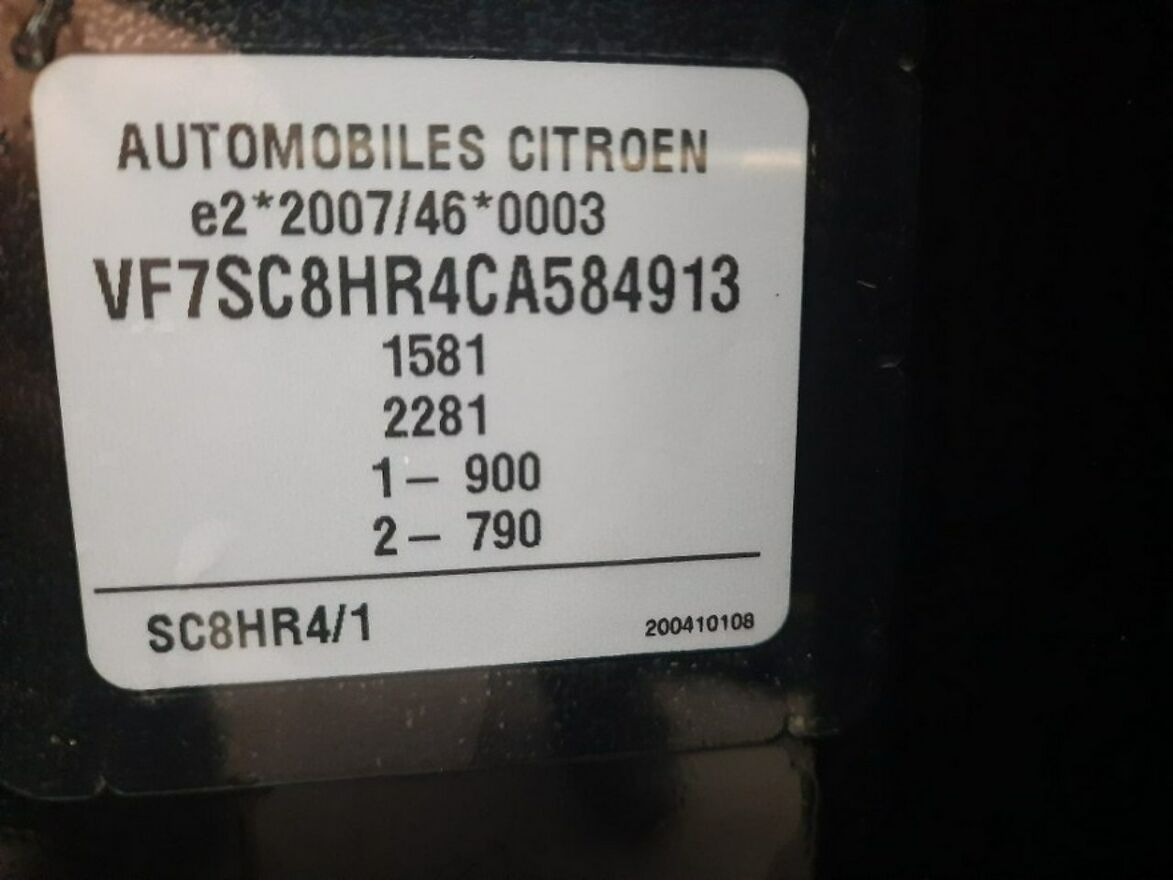 AUTOMOBILES CITROEN
e2*2007/46*0003
VF7SC8HR4CA584913
1581
2281
1– 900
2– 790
SC8HR4/1
200410108